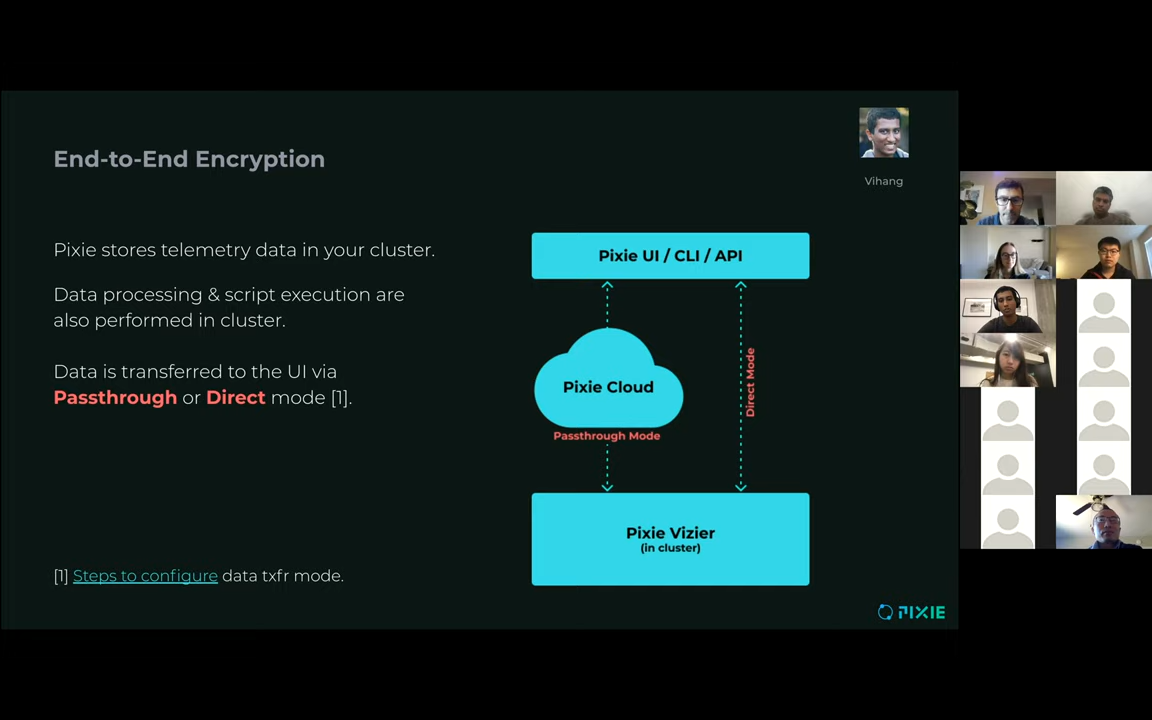 End-to-End Encryption
Vihang
Pixie stores telemetry data in your cluster.
Data processing & script execution are
also performed in cluster.
Data is transferred to the UI via
Passthrough or Direct mode [1].
[1] Steps to configure data txfr mode.
Pixie UI / CLI / API
Pixie Cloud
Passthrough Mode
Direct Mode
Pixie Vizier
(in cluster)
PIXIE